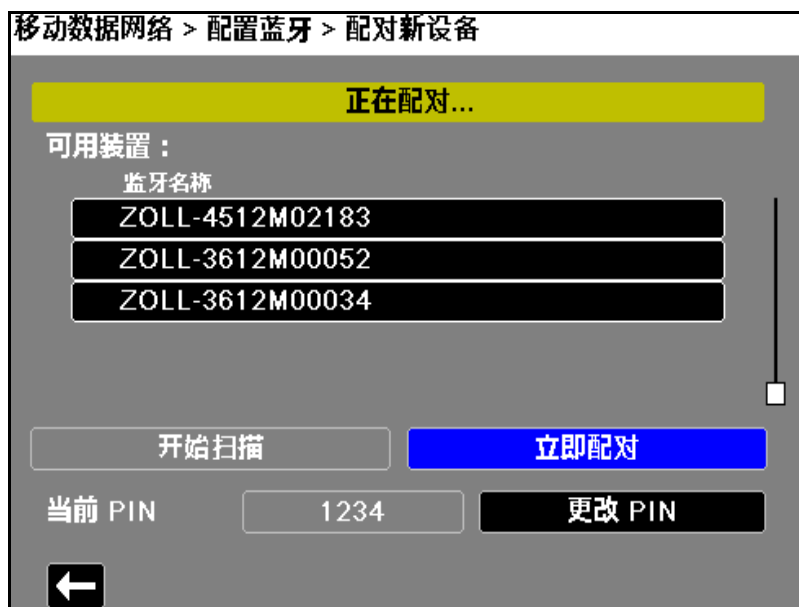 移动数据网络 > 配置蓝牙 > 配对新设备
正在配对...
可用装置：
监牙名称
ZOLL-4512M02183
ZOLL-3612M00052
ZOLL-3612M00034
开始扫描
立即配对
当前 PIN
1234
更改 PIN